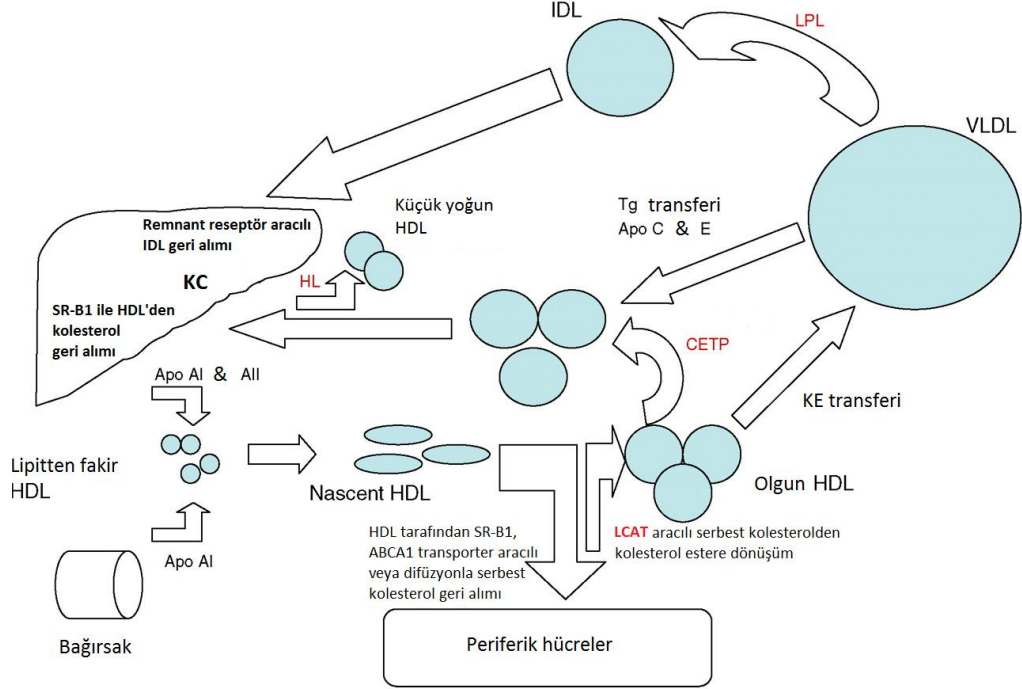 IDL
LPL
VLDL
Küçük yoğun
HDL
Tg transferi
Apo C & E
Remnant reseptör aracılı
IDL geri alımı
KC
HL
SR-B1 ile HDL'den
kolesterol
geri alımı
CETP
Apo AI & AII
KE transferi
Lipitten fakir
HDL
Nascent HDL
Olgun HDL
HDL tarafından SR-B1,
ABCA1 transporter aracılı
veya difüzyonla serbest
kolesterol geri alımı
LCAT aracılı serbest kolesterolden
kolesterol estere dönüşüm
Apo AI
Bağırsak
Periferik hücreler